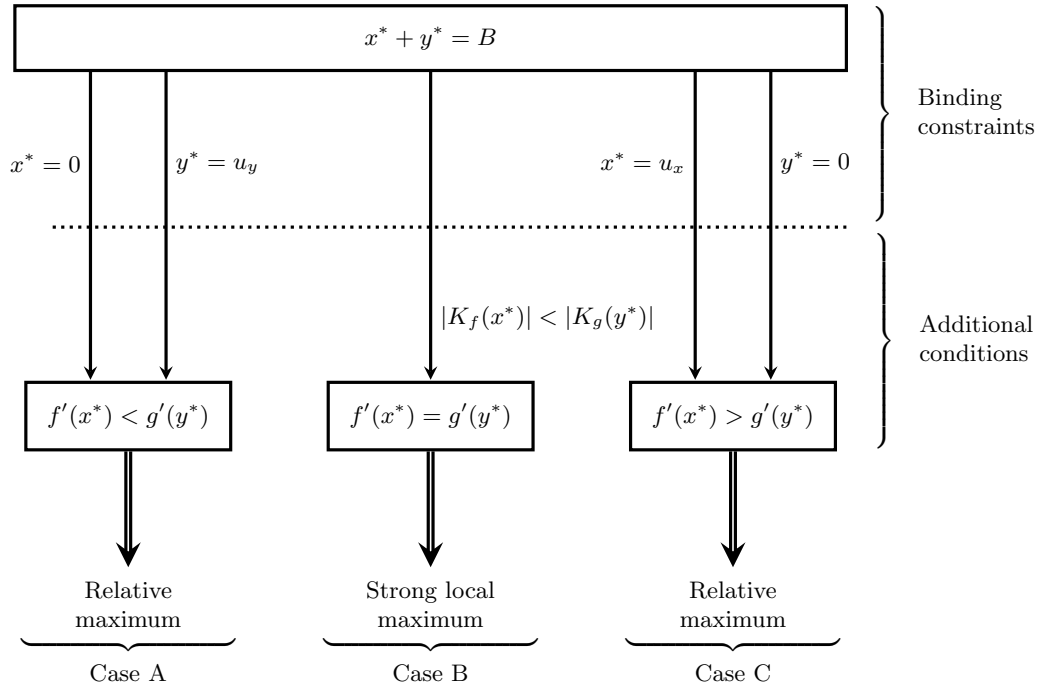 x* + y* = B
Binding
constraints
x* = 0
y* = u_y
x* = u_x
y* = 0
|K_f(x*)| < |K_g(y*)|
Additional
conditions
f′(x*) < g′(y*)
f′(x*) = g′(y*)
f′(x*) > g′(y*)
Relative
maximum
Strong local
maximum
Relative
maximum
Case A
Case B
Case C